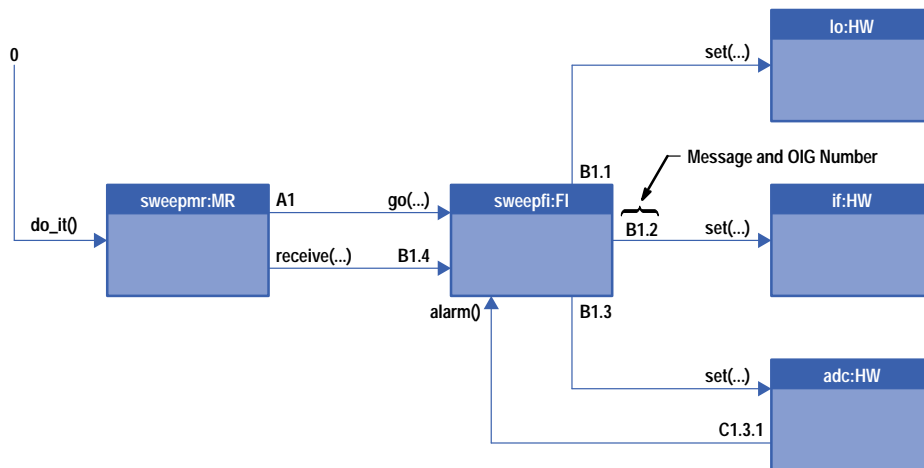 lo:HW
0
set(...)
Message and OIG Number
B1.1
sweepmr:MR
A1
go(...)
sweepfi:FI
if:HW
do_it()
B1.2
set(...)
receive(...)
B1.4
alarm()
B1.3
set(...)
adc:HW
C1.3.1